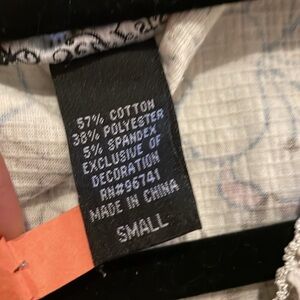 57% COTTON
38% POLYESTER
5% SPANDEX
EXCLUSIVE OF
DECORATION
RN#96741
MADE IN CHINA
SMALL